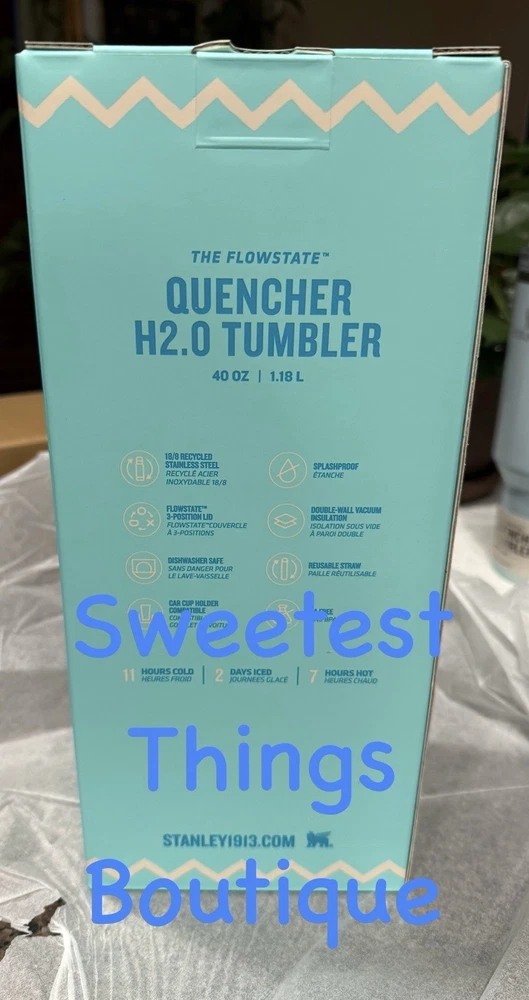 THE FLOWSTATE™
QUENCHER
H2.0 TUMBLER
40 OZ | 1.18 L
18/8 RECYCLED
STAINLESS STEEL
RECYCLÉ ACIER
INOXYDABLE 18/8
SPLASHPROOF
ÉTANCHE
FLOWSTATE™
3-POSITION LID
FLOWSTATE™COUVERCLE
À 3-POSITIONS
DOUBLE-WALL VACUUM
INSULATION
ISOLATION SOUS VIDE
À PAROI DOUBLE
DISHWASHER SAFE
SANS DANGER POUR
LE LAVE-VAISSELLE
REUSABLE STRAW
PAILLE RÉUTILISABLE
CAR CUP HOLDER
COMPATIBLE
FREE
Sweetest
11 HOURS COLD
HEURES FROID
2 DAYS ICED
JOURNEES GLACÉ
7 HOURS HOT
HEURES CHAUD
Things
STANLEY1913.COM
Boutique